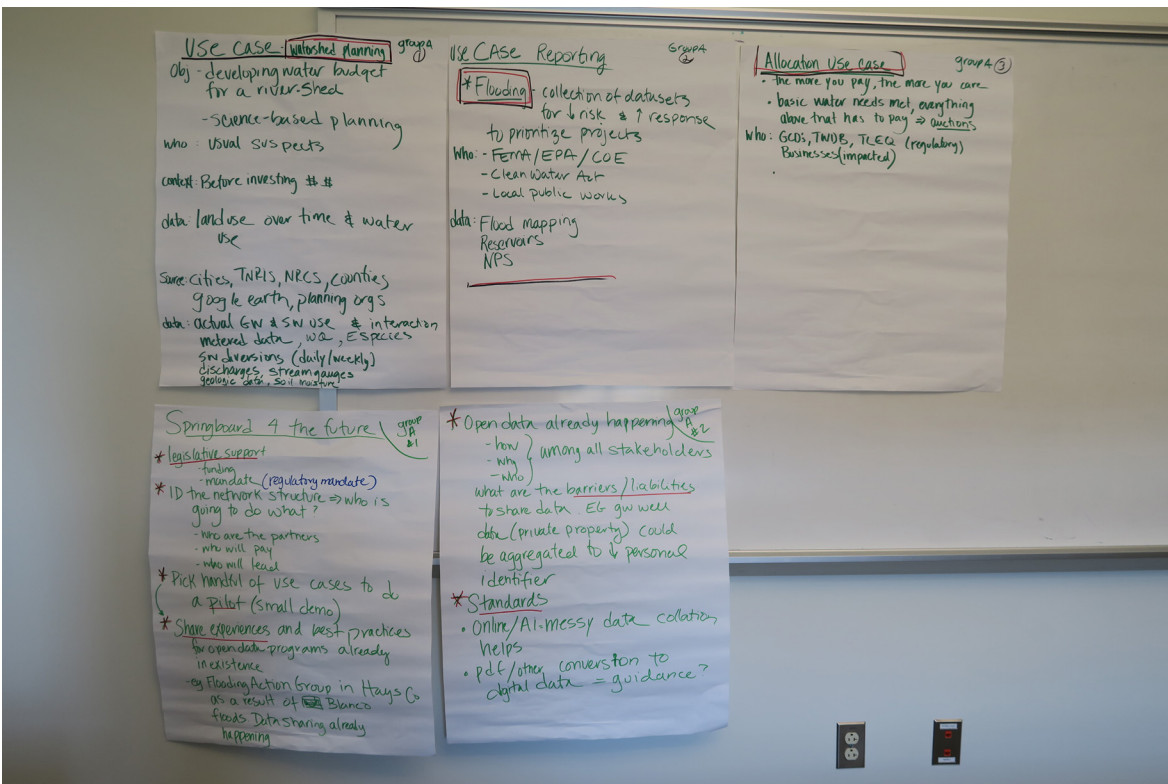 USE CASE - watershed planning group A 1
Obj - developing water budget
for a river-shed
- science-based planning
who: usual suspects
context: Before investing $ $
data: landuse over time & water
use
source: cities, TNRIS, NRCS, counties
google earth, planning orgs
data: actual GW & SW use & interaction
metered data, WQ, ESpecies
SW diversions (daily/weekly)
discharges, streamgauges
geologic data, soil moisture
Use CASE Reporting Group A 2
* Flooding - collection of datasets
for ↓ risk & ↑ response
to prioritize projects
Who: - FEMA/EPA/COE
- Clean Water Act
- Local public works
data: Flood mapping
Reservoirs
NPS
Allocation Use case group A 3
• the more you pay, the more you care
• basic water needs met, everything
above that has to pay ⇒ auctions
who: GCDs, TWDB, TCEQ (regulatory)
Businesses (impacted)
Springboard 4 the future group A &1
* legislative support
- funding
- mandate (regulatory mandate)
* ID the network structure ⇒ who is
going to do what?
- who are the partners
- who will pay
- who will lead
* Pick handful of use cases to do
a pilot (small demo)
* Share experiences and best practices
for open data programs already
in existence
- eg Flooding Action Group in Hays Co
as a result of Blanco
floods. Data sharing already
happening
* Open data already happening group A &2
- how
- why } among all stakeholders
- who
what are the barriers/liabilities
to share data. EG gw well
data (private property) could
be aggregated to ↓ personal
identifier
* Standards
• Online/AI=messy data collation
helps
• pdf/other conversion to
digital data = guidance?